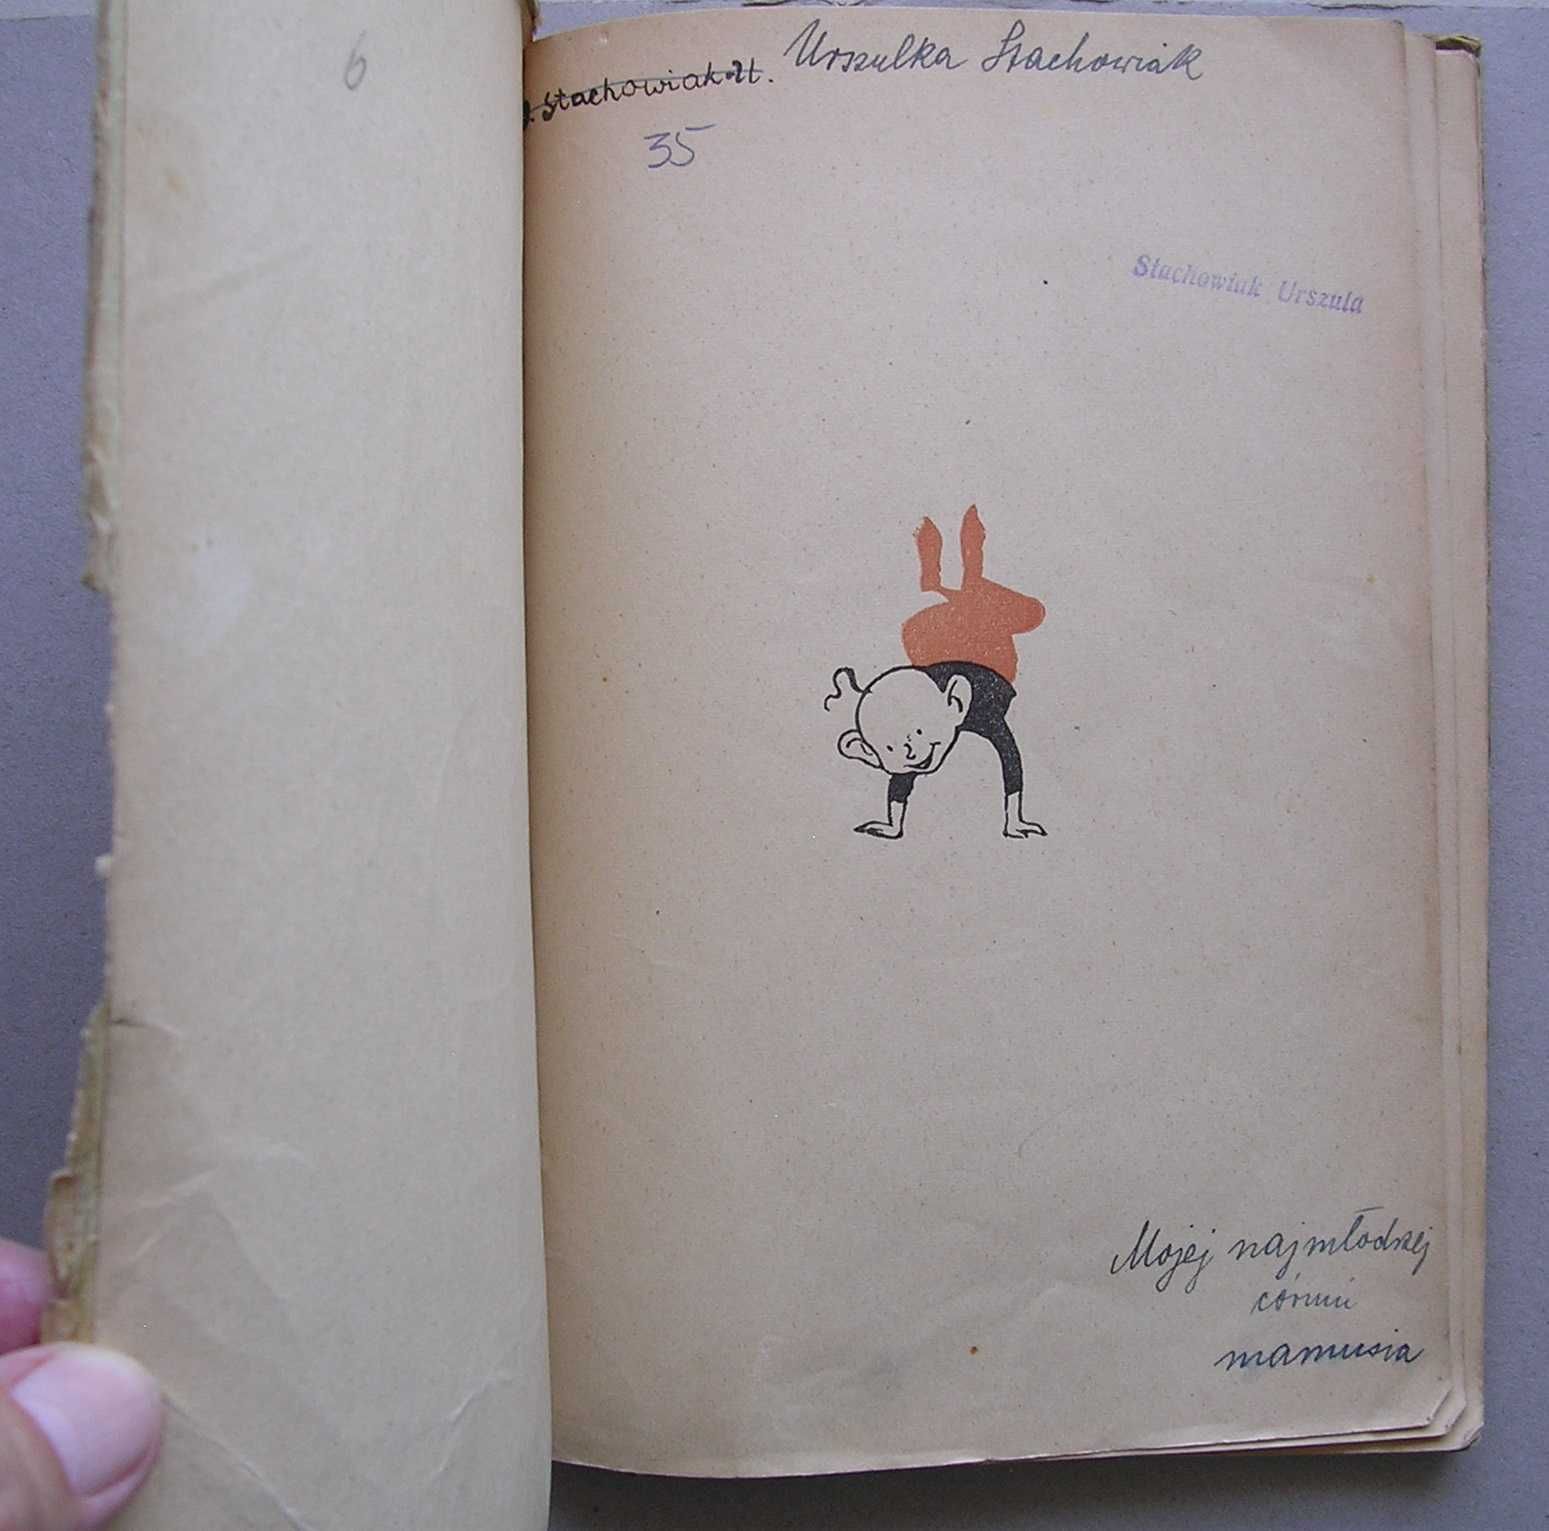 6
Stachowiak U.
Urszulka Stachowiak
35
Stachowiak Urszula
Mojej najmłodszej
córuni
mamusia